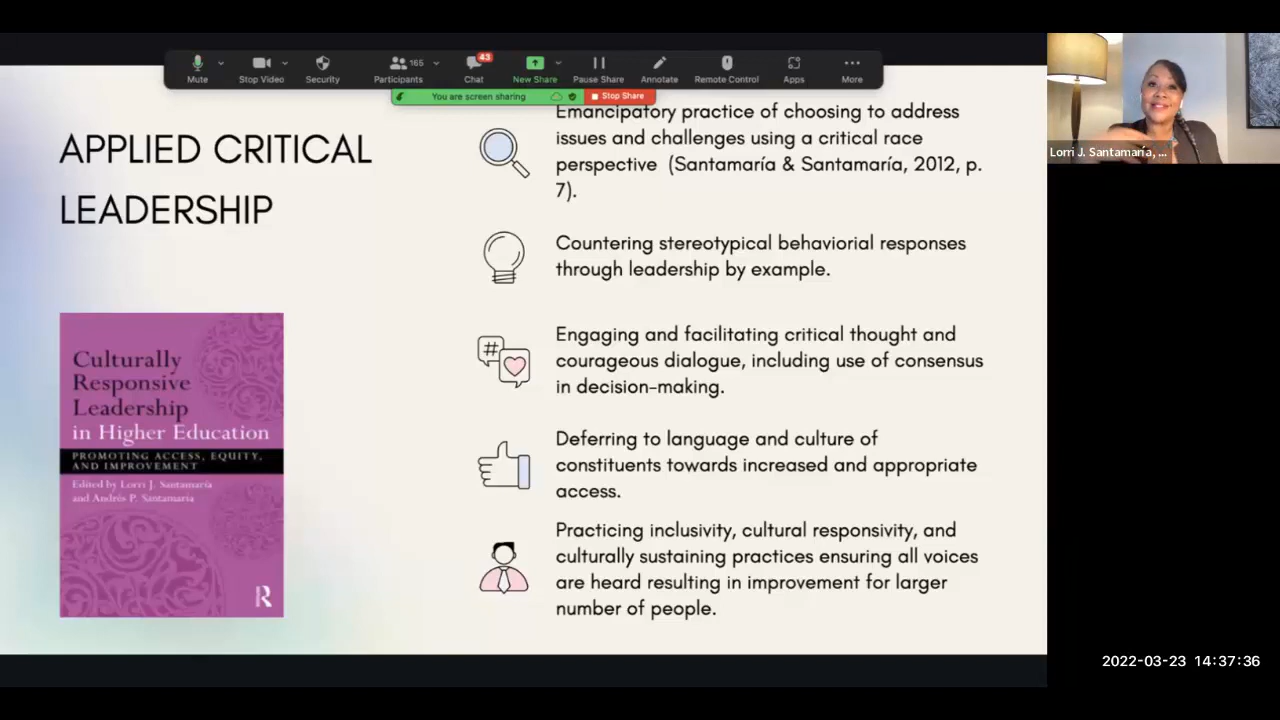 Mute
Stop Video
Security
165
Participants
43
Chat
New Share
Pause Share
Annotate
Remote Control
Apps
More
You are screen sharing
Stop Share
Lorri J. Santamaría, ...
APPLIED CRITICAL
LEADERSHIP
Culturally
Responsive
Leadership
in Higher Education
PROMOTING ACCESS, EQUITY,
AND IMPROVEMENT
Edited by Lorri J. Santamaría
and Andrés P. Santamaría
R
Emancipatory practice of choosing to address
issues and challenges using a critical race
perspective (Santamaría & Santamaría, 2012, p.
7).
Countering stereotypical behaviorial responses
through leadership by example.
#
Engaging and facilitating critical thought and
courageous dialogue, including use of consensus
in decision-making.
Deferring to language and culture of
constituents towards increased and appropriate
access.
Practicing inclusivity, cultural responsivity, and
culturally sustaining practices ensuring all voices
are heard resulting in improvement for larger
number of people.
2022-03-23 14:37:36